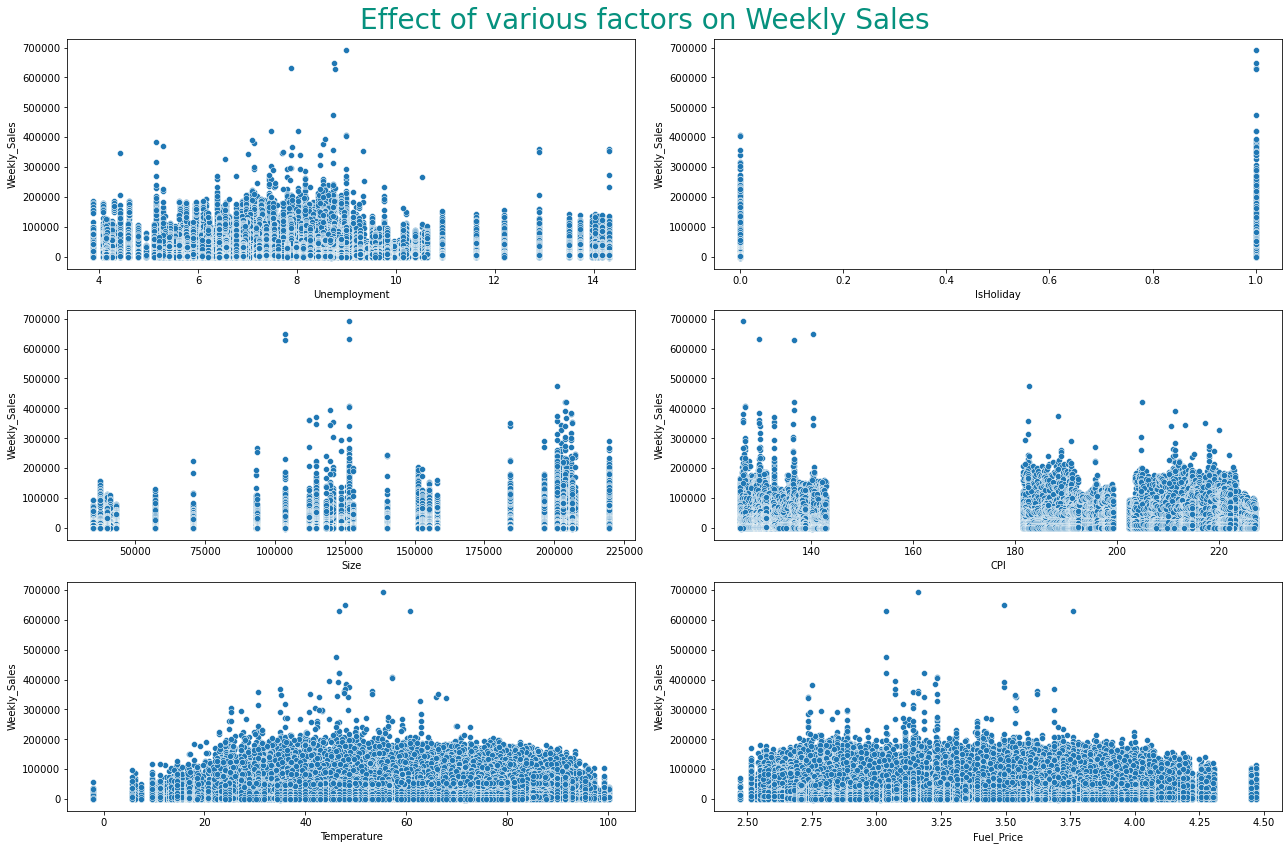 Effect of various factors on Weekly Sales
700000
600000
500000
400000
300000
200000
100000
0
Weekly_Sales
4 6 8 10 12 14
Unemployment
700000
600000
500000
400000
300000
200000
100000
0
Weekly_Sales
0.0 0.2 0.4 0.6 0.8 1.0
IsHoliday
700000
600000
500000
400000
300000
200000
100000
0
Weekly_Sales
50000 75000 100000 125000 150000 175000 200000 225000
Size
700000
600000
500000
400000
300000
200000
100000
0
Weekly_Sales
140 160 180 200 220
CPI
700000
600000
500000
400000
300000
200000
100000
0
Weekly_Sales
0 20 40 60 80 100
Temperature
700000
600000
500000
400000
300000
200000
100000
0
Weekly_Sales
2.50 2.75 3.00 3.25 3.50 3.75 4.00 4.25 4.50
Fuel_Price